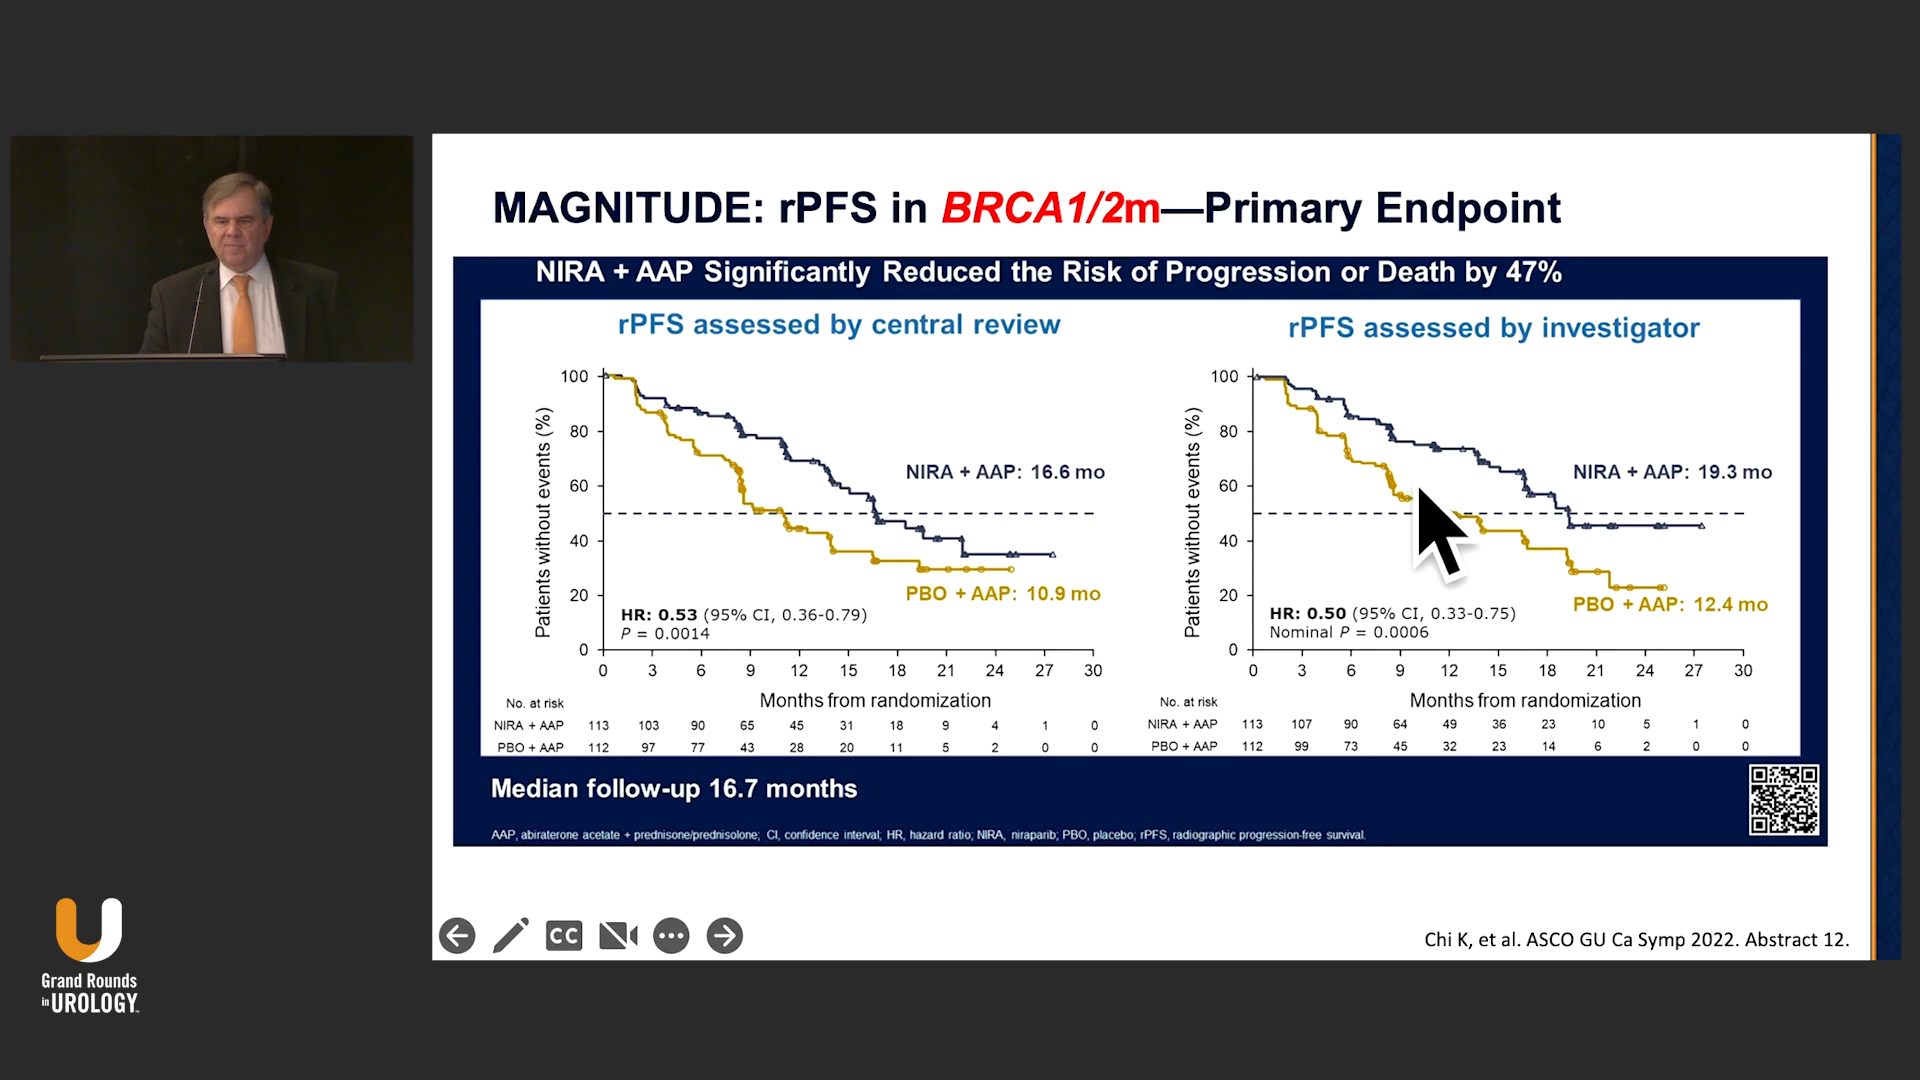 MAGNITUDE: rPFS in BRCA1/2m—Primary Endpoint
NIRA + AAP Significantly Reduced the Risk of Progression or Death by 47%
rPFS assessed by central review
Patients without events (%)
100
80
60
40
20
0
NIRA + AAP: 16.6 mo
PBO + AAP: 10.9 mo
HR: 0.53 (95% CI, 0.36-0.79)
P = 0.0014
0 3 6 9 12 15 18 21 24 27 30
Months from randomization
No. at risk
NIRA + AAP 113 103 90 65 45 31 18 9 4 1 0
PBO + AAP 112 97 77 43 28 20 11 5 2 0 0
rPFS assessed by investigator
Patients without events (%)
100
80
60
40
20
0
NIRA + AAP: 19.3 mo
PBO + AAP: 12.4 mo
HR: 0.50 (95% CI, 0.33-0.75)
Nominal P = 0.0006
0 3 6 9 12 15 18 21 24 27 30
Months from randomization
No. at risk
NIRA + AAP 113 107 90 64 49 36 23 10 5 1 0
PBO + AAP 112 99 73 45 32 23 14 6 2 0 0
Median follow-up 16.7 months
AAP, abiraterone acetate + prednisone/prednisolone; CI, confidence interval; HR, hazard ratio; NIRA, niraparib; PBO, placebo; rPFS, radiographic progression-free survival.
CC
Chi K, et al. ASCO GU Ca Symp 2022. Abstract 12.
Grand Rounds
in UROLOGY